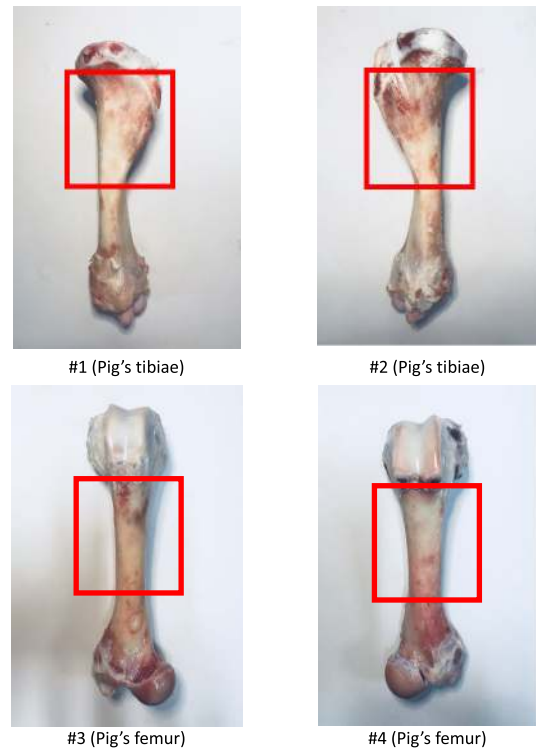 #1 (Pig's tibiae)
#2 (Pig's tibiae)
#3 (Pig's femur)
#4 (Pig's femur)